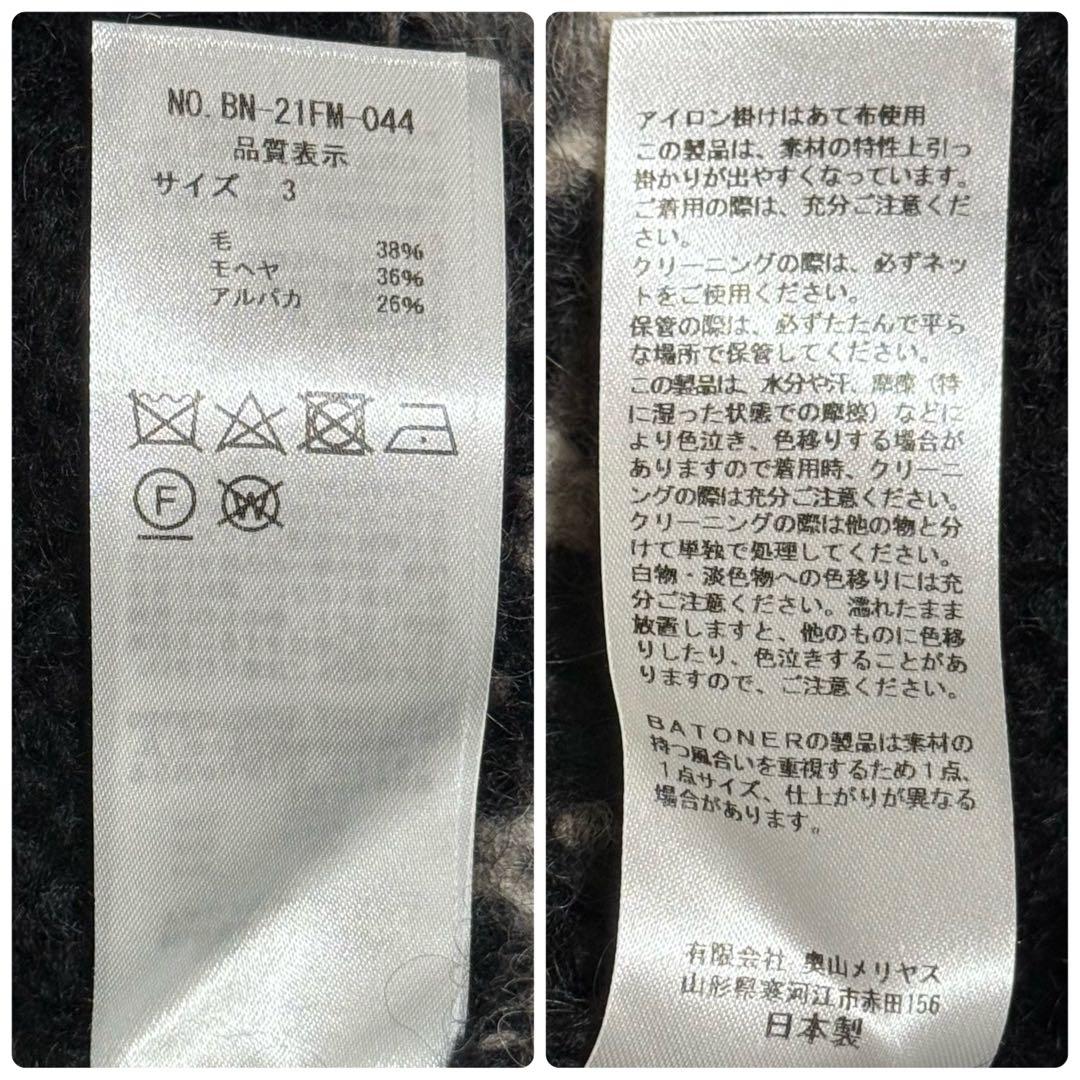 NO. BN-21FM-044
品質表示
サイズ 3
毛 38%
モヘヤ 36%
アルパカ 26%
F
W
アイロン掛けはあて布使用
この製品は、素材の特性上引っ
掛かりが出やすくなっています。
ご着用の際は、充分ご注意くだ
さい。
クリーニングの際は、必ずネッ
トをご使用ください。
保管の際は、必ずたたんで平ら
な場所で保管してください。
この製品は、水分や汗、摩擦（特
に湿った状態での摩擦）などに
より色泣き、色移りする場合が
ありますので着用時、クリーニ
ングの際は充分ご注意ください。
クリーニングの際は他の物と分
けて単独で処理してください。
白物・淡色物への色移りには充
分ご注意ください。濡れたまま
放置しますと、他のものに色移
りしたり、色泣きすることがあ
りますので、ご注意ください。
BATONERの製品は素材の
持つ風合いを重視するため1点、
1点サイズ、仕上がりが異なる
場合があります。
有限会社 奥山メリヤス
山形県寒河江市赤田156
日本製